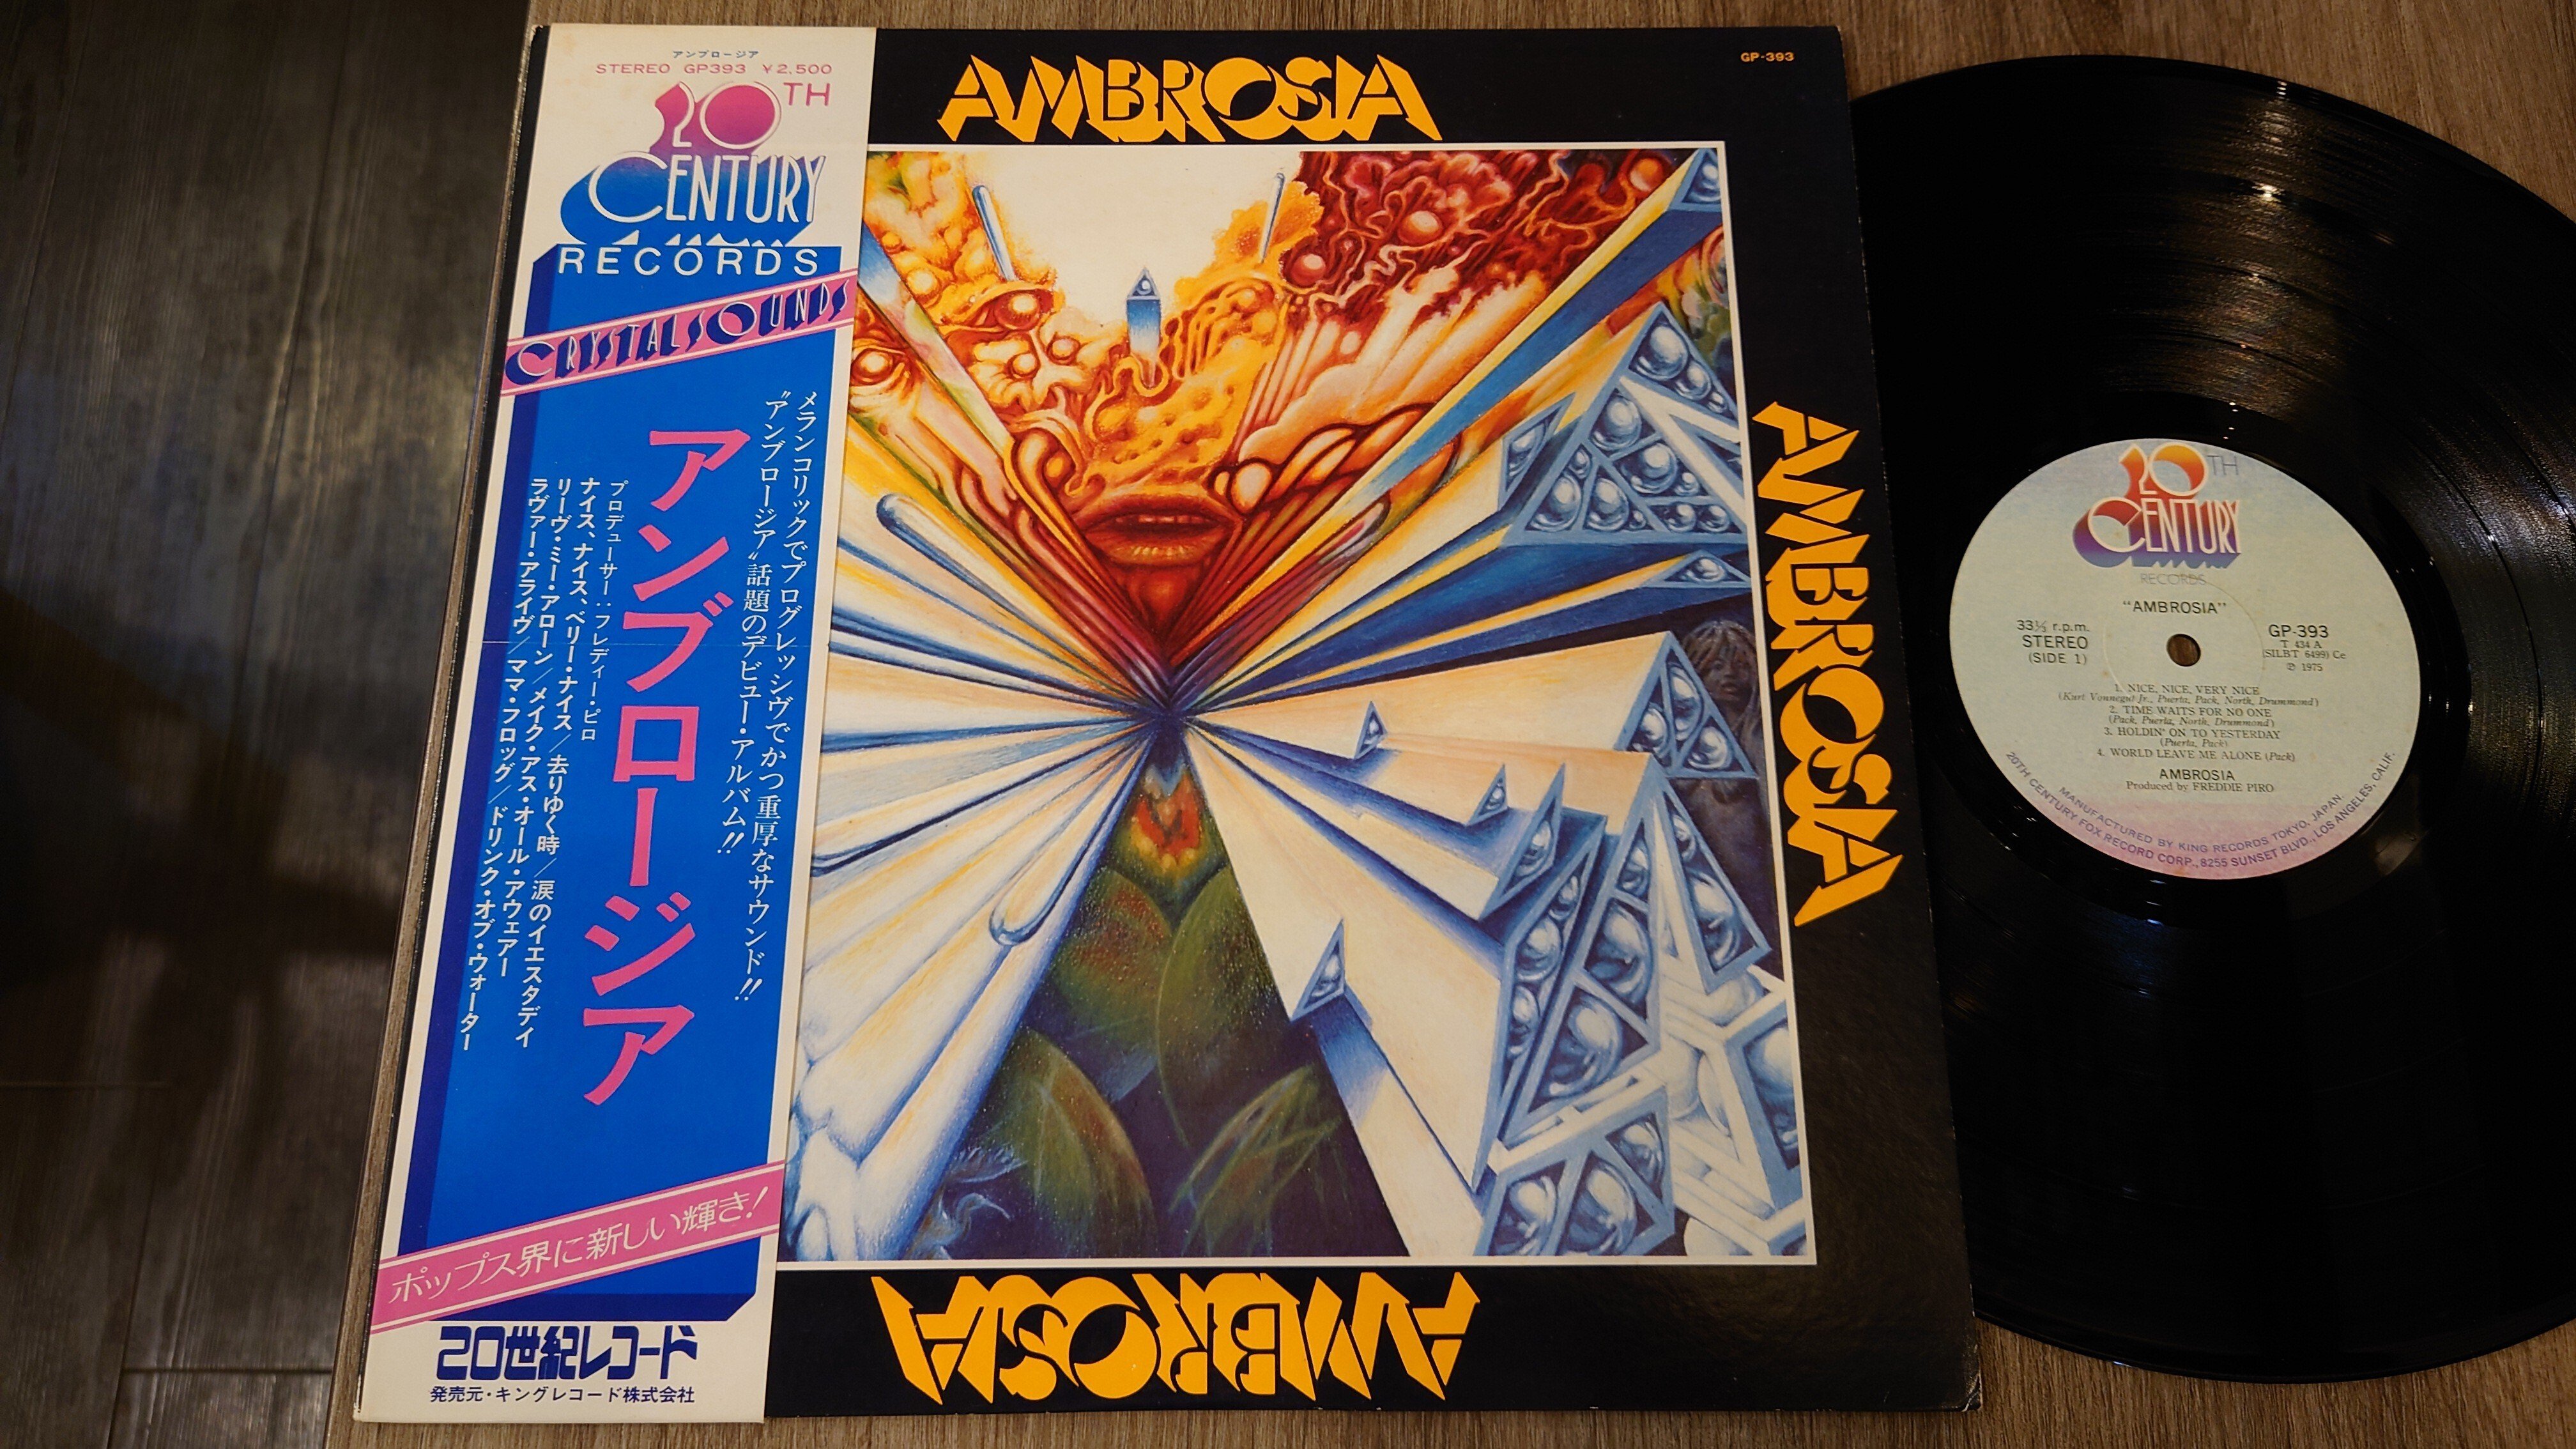 アンブロージア
STEREO GP393 ¥2,500
20TH
CENTURY
RECORDS
CRYSTAL SOUNDS
メランコリックでプログレッシヴでかつ重厚なサウンド!!
"アンブロージア"話題のデビュー・アルバム!!
アンブロージア
プロデューサー:フレディー・ピロ
ナイス、ナイス、ベリー・ナイス/去りゆく時/涙のイエスタデイ
リーヴ・ミー・アローン/メイク・アス・オール・アウェアー
ラヴァー・アライヴ/ママ・フロッグ/ドリンク・オブ・ウォーター
ポップス界に新しい輝き!
20世紀レコード
発売元・キングレコード株式会社
AMBROSIA
GP-393
AMBROSIA
AMBROSIA
20TH
CENTURY
RECORDS
"AMBROSIA"
33⅓ r.p.m.
STEREO
(SIDE 1)
GP-393
T 434 A
(SILBT 6499) Ce
Ⓟ 1975
1. NICE, NICE, VERY NICE
(Kurt Vonnegut Jr., Puerta, Pack, North, Drummond)
2. TIME WAITS FOR NO ONE
(Pack, Puerta, North, Drummond)
3. HOLDIN' ON TO YESTERDAY
(Puerta, Pack)
4. WORLD LEAVE ME ALONE (Pack)
AMBROSIA
Produced by FREDDIE PIRO
MANUFACTURED BY KING RECORDS TOKYO, JAPAN.
20TH CENTURY FOX RECORD CORP., 8255 SUNSET BLVD., LOS ANGELES, CALIF.